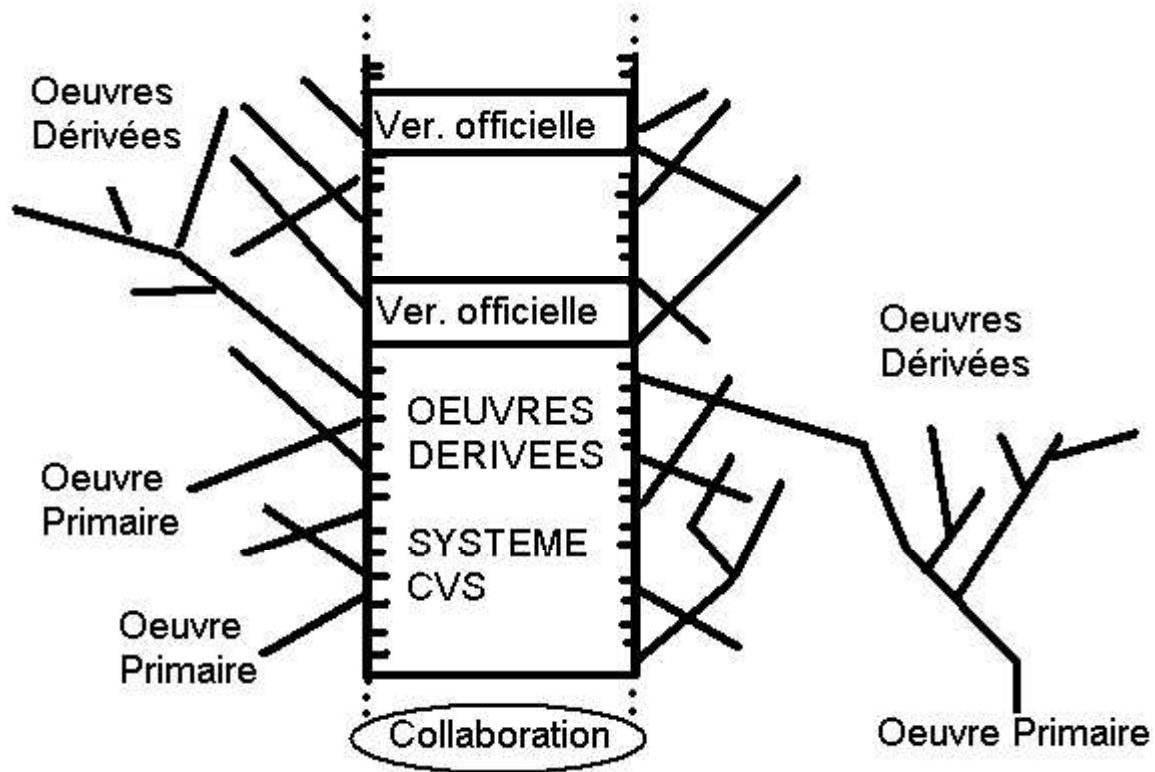 Oeuvres
Dérivées
Ver. officielle
Ver. officielle
Oeuvres
Dérivées
OEUVRES
DERIVEES
Oeuvre
Primaire
SYSTEME
CVS
Oeuvre
Primaire
Collaboration
Oeuvre Primaire